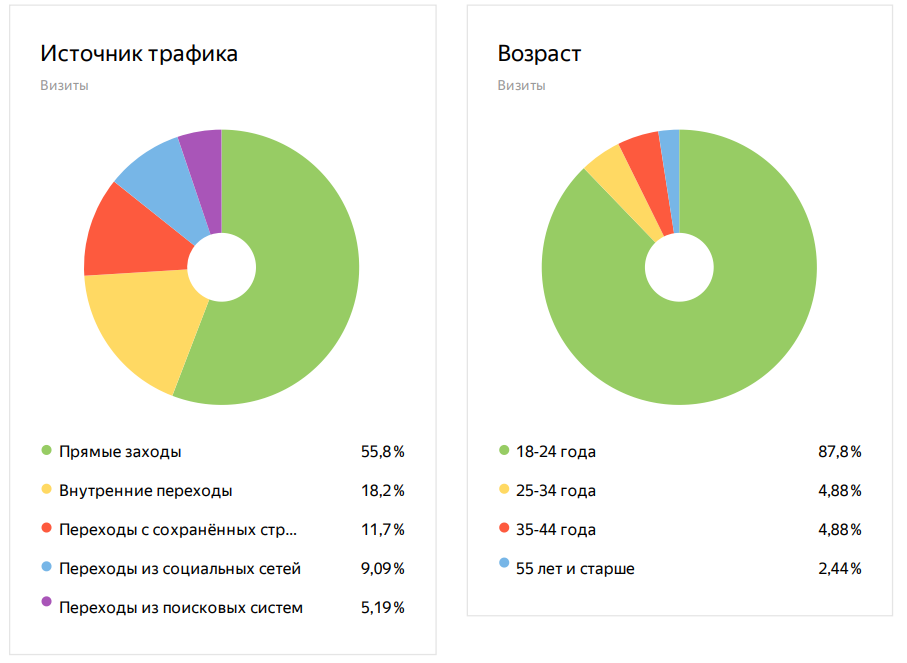 Источник трафика
Визиты
Прямые заходы 55,8 %
Внутренние переходы 18,2 %
Переходы с сохранённых стр... 11,7 %
Переходы из социальных сетей 9,09 %
Переходы из поисковых систем 5,19 %
Возраст
Визиты
18-24 года 87,8 %
25-34 года 4,88 %
35-44 года 4,88 %
55 лет и старше 2,44 %